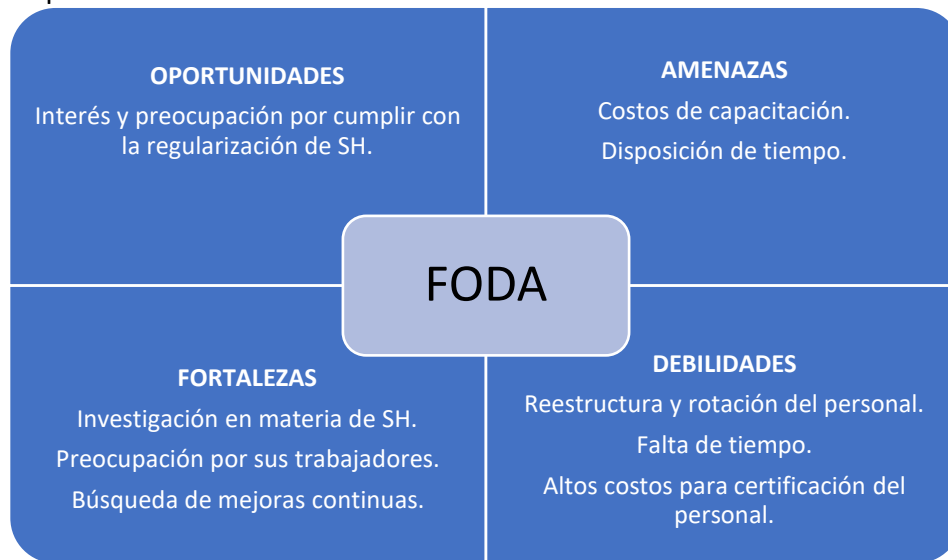 OPORTUNIDADES
Interés y preocupación por cumplir con
la regularización de SH.
AMENAZAS
Costos de capacitación.
Disposición de tiempo.
FODA
FORTALEZAS
Investigación en materia de SH.
Preocupación por sus trabajadores.
Búsqueda de mejoras continuas.
DEBILIDADES
Reestructura y rotación del personal.
Falta de tiempo.
Altos costos para certificación del
personal.